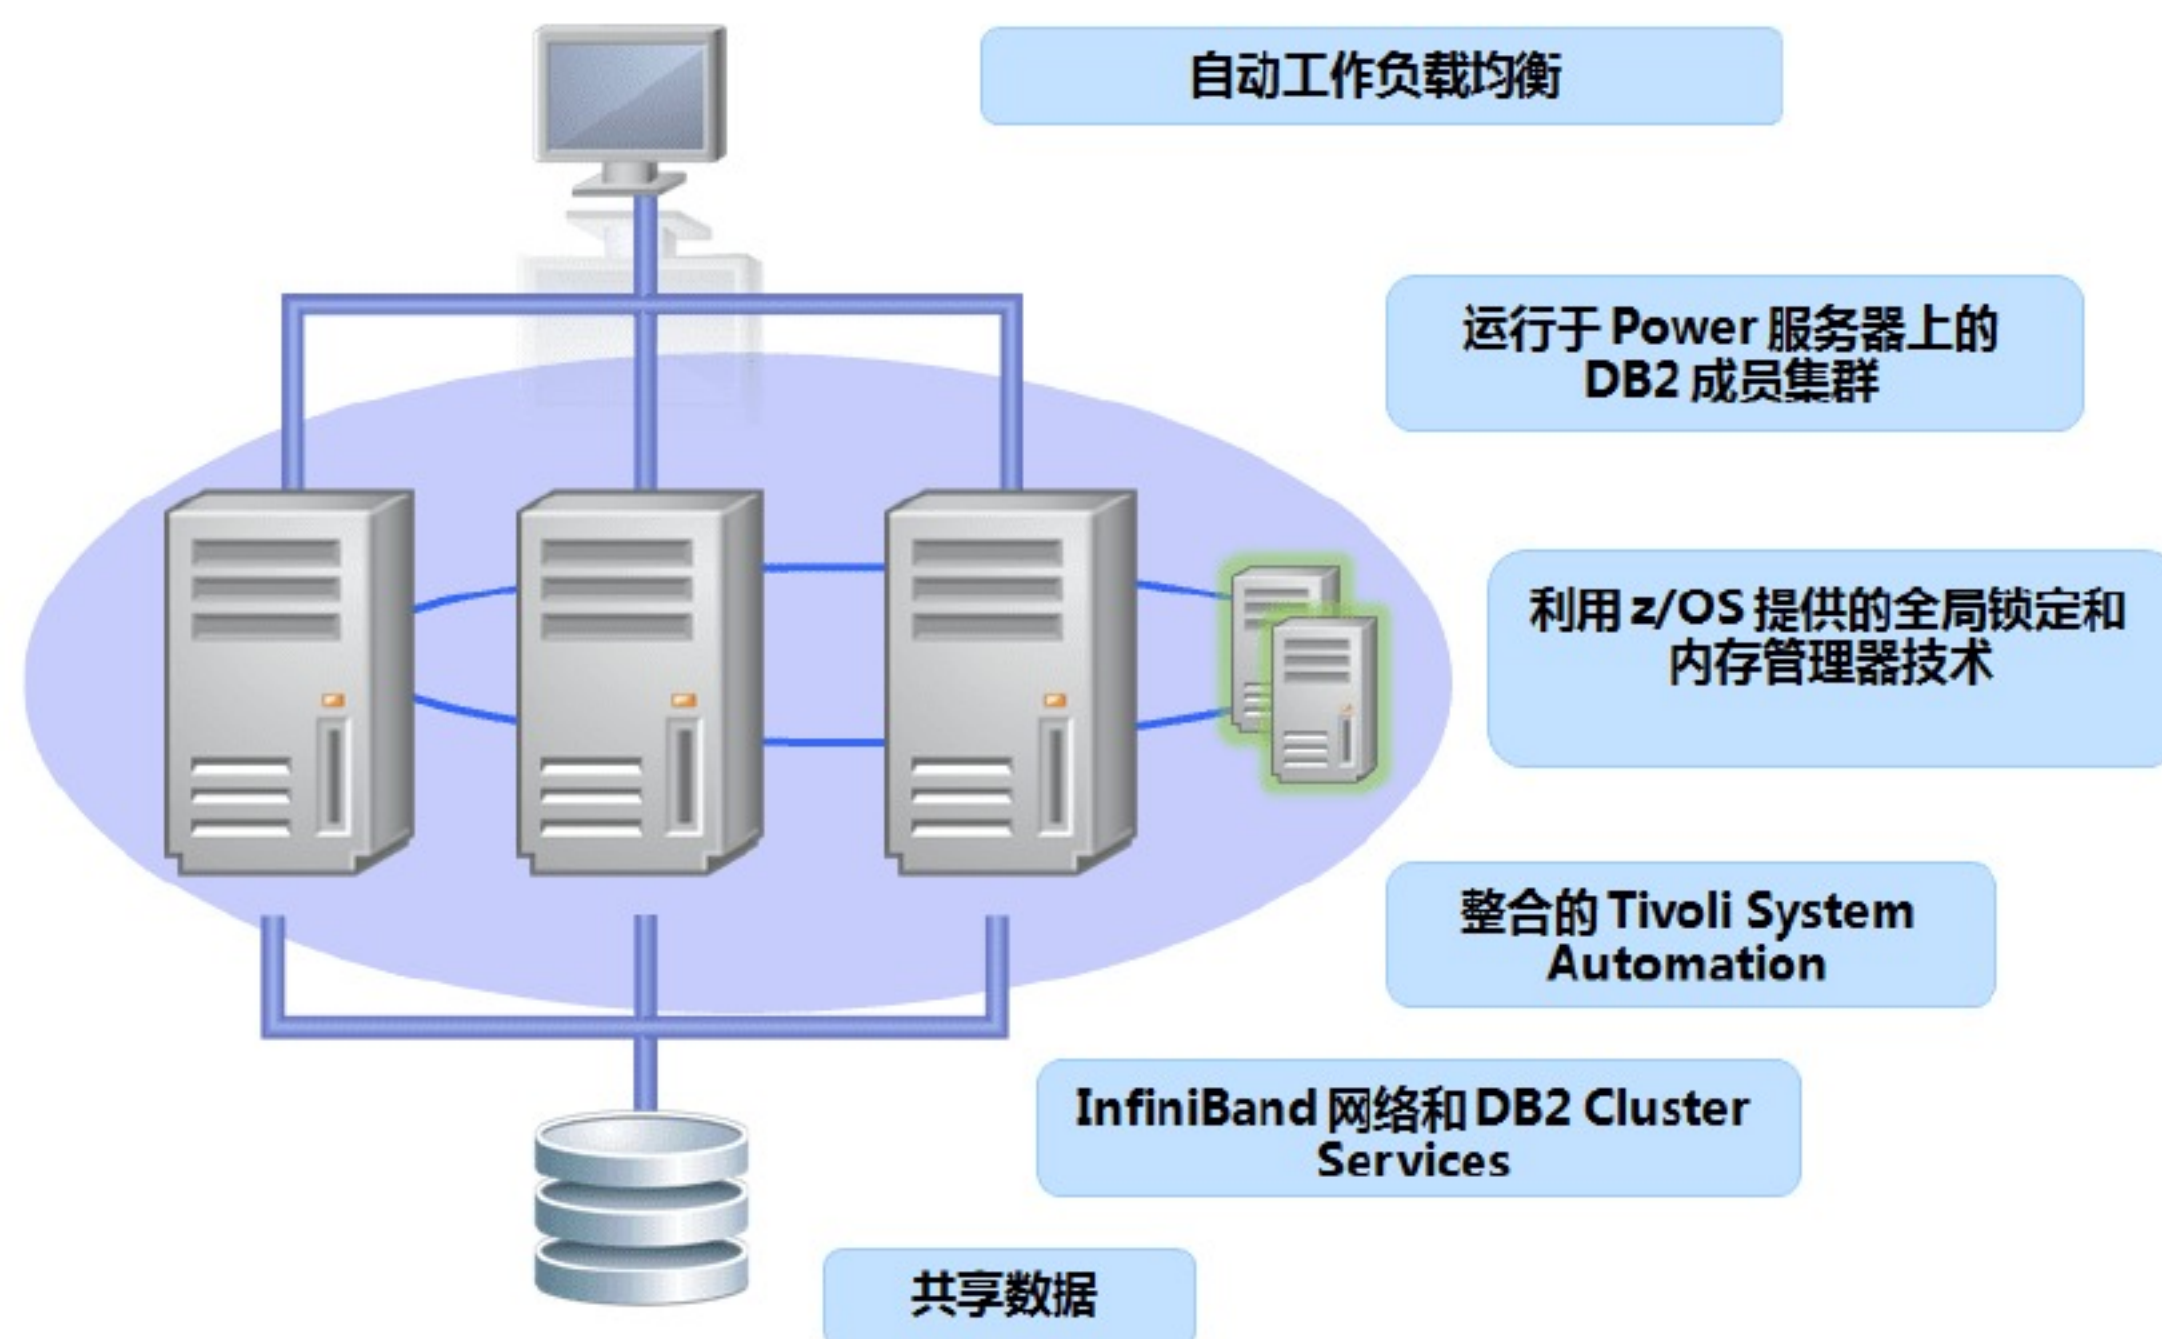 自动工作负载均衡
运行于 Power 服务器上的
DB2 成员集群
利用 z/OS 提供的全局锁定和
内存管理器技术
整合的 Tivoli System
Automation
InfiniBand 网络和 DB2 Cluster
Services
共享数据